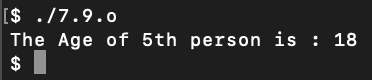 [$ ./7.9.o
The Age of 5th person is : 18
$